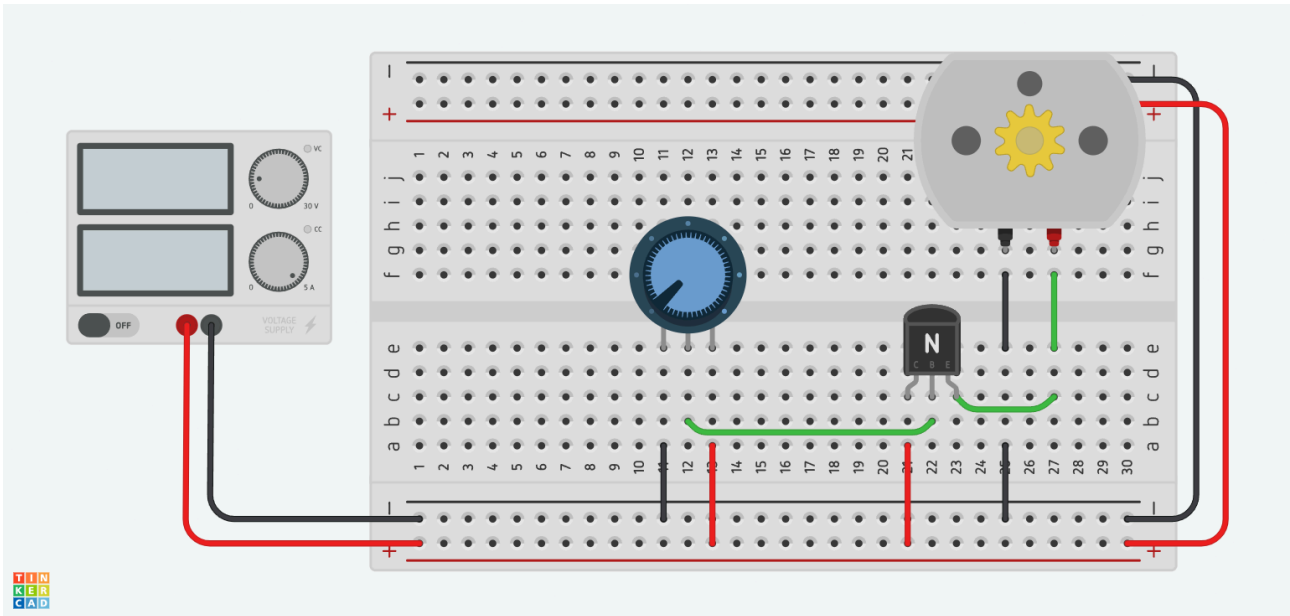 VC
0 30 V
CC
0 5 A
OFF
VOLTAGE
SUPPLY
− −
+ +
1 2 3 4 5 6 7 8 9 10 11 12 13 14 15 16 17 18 19 20 21
j j
i i
h h
g g
f f
e e
N
C B E
d d
c c
b b
a a
1 2 3 4 5 6 7 8 9 10 11 12 13 14 15 16 17 18 19 20 21 22 23 24 25 26 27 28 29 30
− −
+ +
TIN
KER
CAD